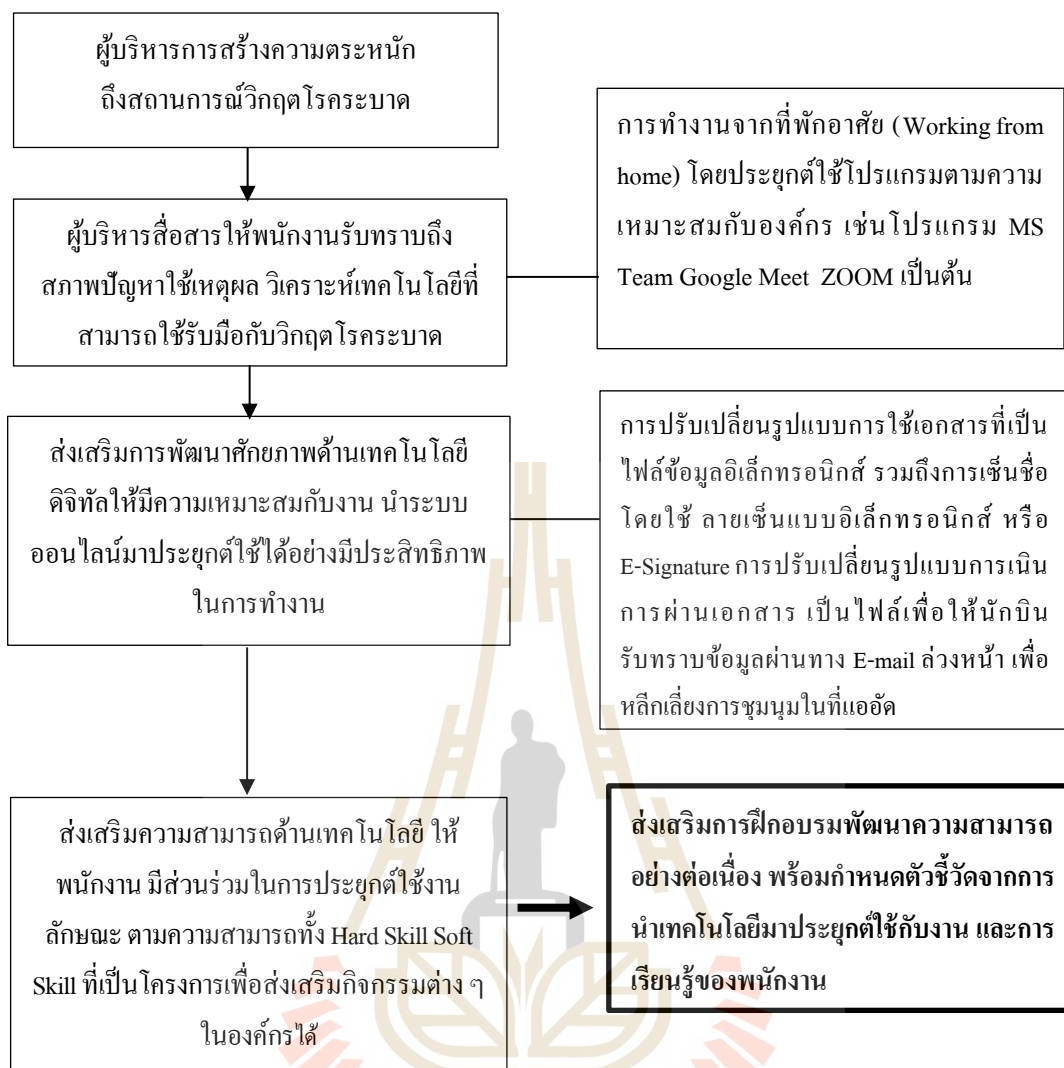 ผู้บริหารการสร้างความตระหนัก
ถึงสถานการณ์วิกฤตโรคระบาด
การทำงานจากที่พักอาศัย (Working from
home) โดยประยุกต์ใช้โปรแกรมตามความ
เหมาะสมกับองค์กร เช่นโปรแกรม MS
Team Google Meet ZOOM เป็นต้น
ผู้บริหารสื่อสารให้พนักงานรับทราบถึง
สภาพปัญหาใช้เหตุผล วิเคราะห์เทคโนโลยีที่
สามารถใช้รับมือกับวิกฤตโรคระบาด
ส่งเสริมการพัฒนาศักยภาพด้านเทคโนโลยี
ดิจิทัลให้มีความเหมาะสมกับงาน นำระบบ
ออนไลน์มาประยุกต์ใช้ได้อย่างมีประสิทธิภาพ
ในการทำงาน
การปรับเปลี่ยนรูปแบบการใช้เอกสารที่เป็น
ไฟล์ข้อมูลอิเล็กทรอนิกส์ รวมถึงการเซ็นชื่อ
โดยใช้ ลายเซ็นแบบอิเล็กทรอนิกส์ หรือ
E-Signature การปรับเปลี่ยนรูปแบบการเนิน
การผ่านเอกสาร เป็นไฟล์เพื่อให้นักบิน
รับทราบข้อมูลผ่านทาง E-mail ล่วงหน้า เพื่อ
หลีกเลี่ยงการชุมนุมในที่แออัด
ส่งเสริมความสามารถด้านเทคโนโลยี ให้
พนักงาน มีส่วนร่วมในการประยุกต์ใช้งาน
ลักษณะ ตามความสามารถทั้ง Hard Skill Soft
Skill ที่เป็นโครงการเพื่อส่งเสริมกิจกรรมต่าง ๆ
ในองค์กรได้
ส่งเสริมการฝึกอบรมพัฒนาความสามารถ
อย่างต่อเนื่อง พร้อมกำหนดตัวชี้วัดจากการ
นำเทคโนโลยีมาประยุกต์ใช้กับงาน และการ
เรียนรู้ของพนักงาน